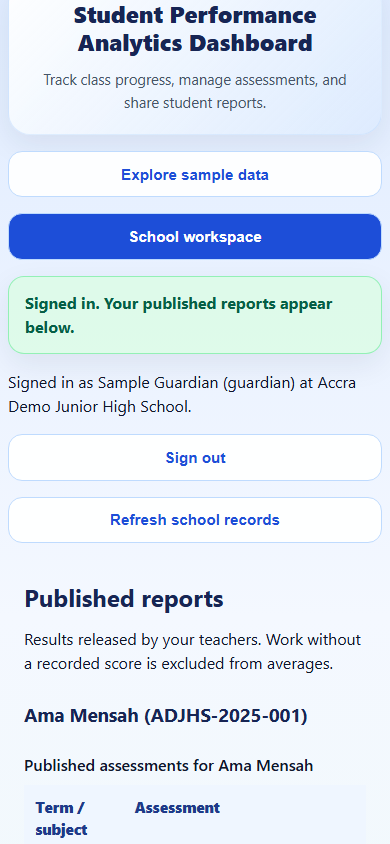 Student Performance
Analytics Dashboard
Track class progress, manage assessments, and
share student reports.
Explore sample data
School workspace
Signed in. Your published reports appear
below.
Signed in as Sample Guardian (guardian) at Accra
Demo Junior High School.
Sign out
Refresh school records
Published reports
Results released by your teachers. Work without
a recorded score is excluded from averages.
Ama Mensah (ADJHS-2025-001)
Published assessments for Ama Mensah
Term / Assessment
subject